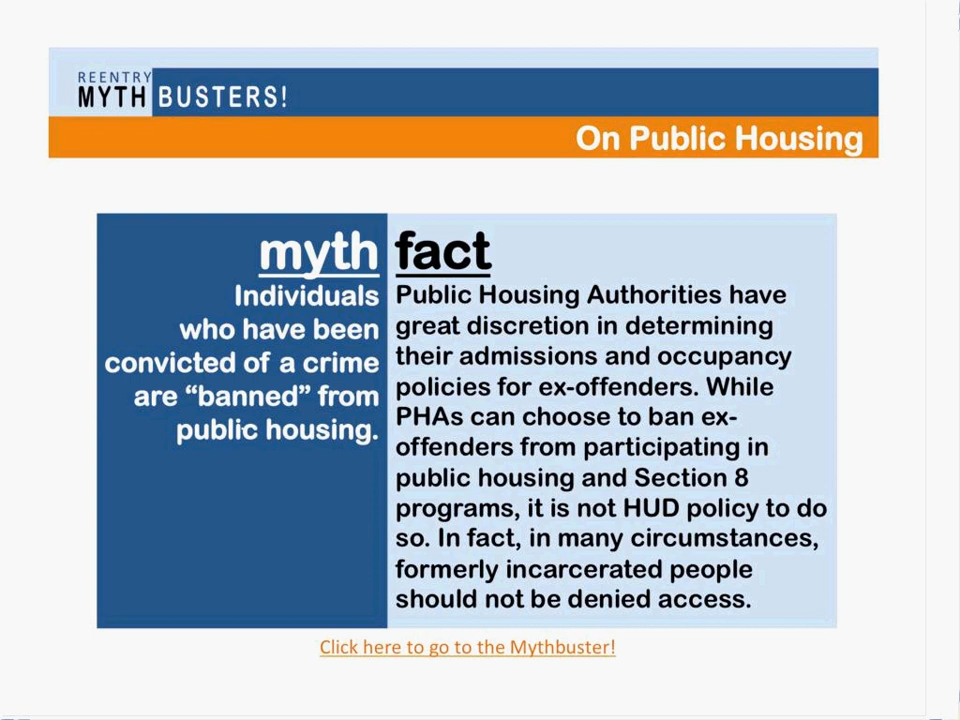 REENTRY
MYTH BUSTERS!
On Public Housing
myth
Individuals
who have been
convicted of a crime
are “banned” from
public housing.
fact
Public Housing Authorities have
great discretion in determining
their admissions and occupancy
policies for ex-offenders. While
PHAs can choose to ban ex-
offenders from participating in
public housing and Section 8
programs, it is not HUD policy to do
so. In fact, in many circumstances,
formerly incarcerated people
should not be denied access.
Click here to go to the Mythbuster!